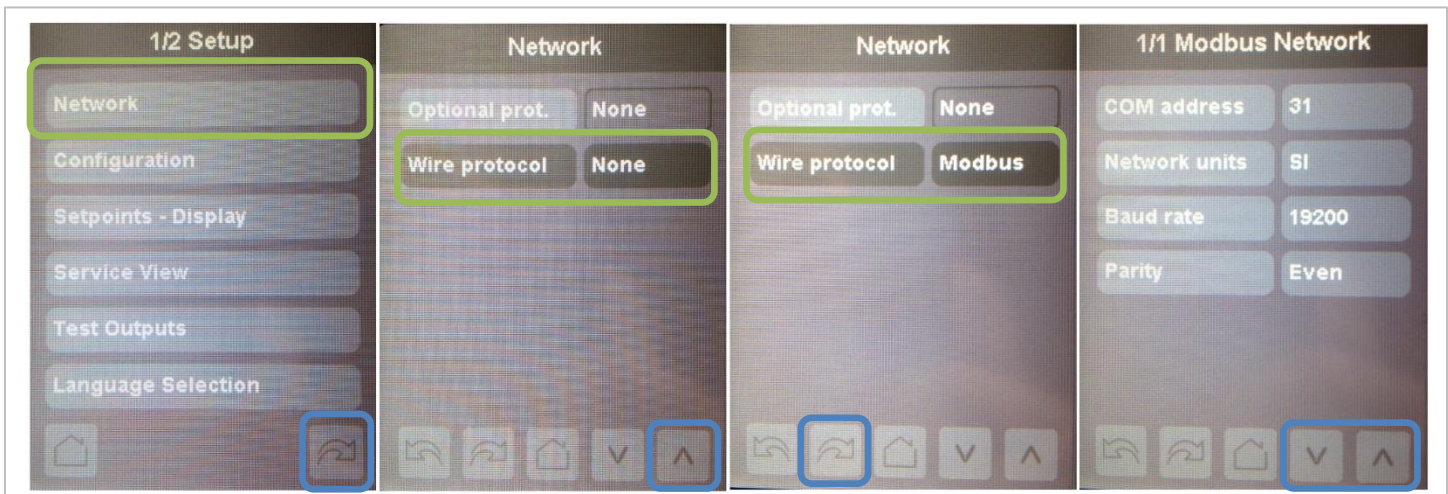 1/2 Setup
Network
Configuration
Setpoints - Display
Service View
Test Outputs
Language Selection
Network
Optional prot. None
Wire protocol None
Network
Optional prot. None
Wire protocol Modbus
1/1 Modbus Network
COM address 31
Network units SI
Baud rate 19200
Parity Even